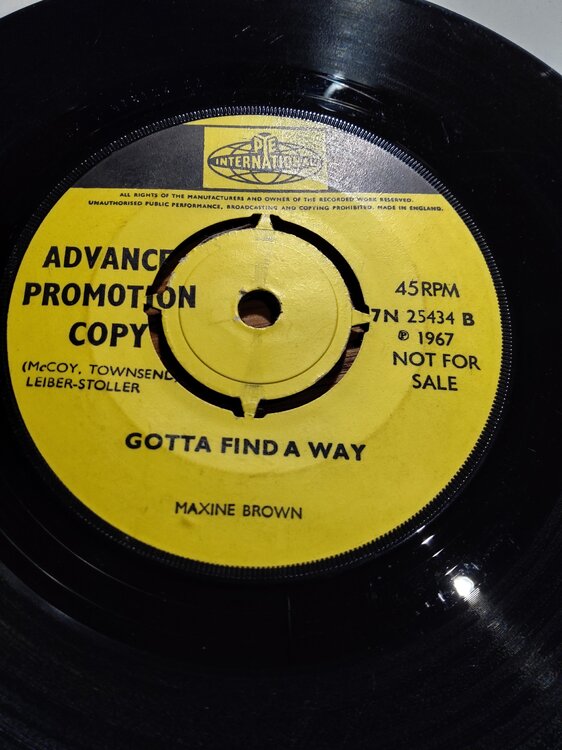 PYE
INTERNATIONAL
ALL RIGHTS OF THE MANUFACTURERS AND OWNER OF THE RECORDED WORK RESERVED.
UNAUTHORISED PUBLIC PERFORMANCE, BROADCASTING AND COPYING PROHIBITED. MADE IN ENGLAND.
ADVANCE
PROMOTION
COPY
(McCOY, TOWNSEND,
LEIBER-STOLLER
45 RPM
7N 25434 B
℗ 1967
NOT FOR
SALE
GOTTA FIND A WAY
MAXINE BROWN